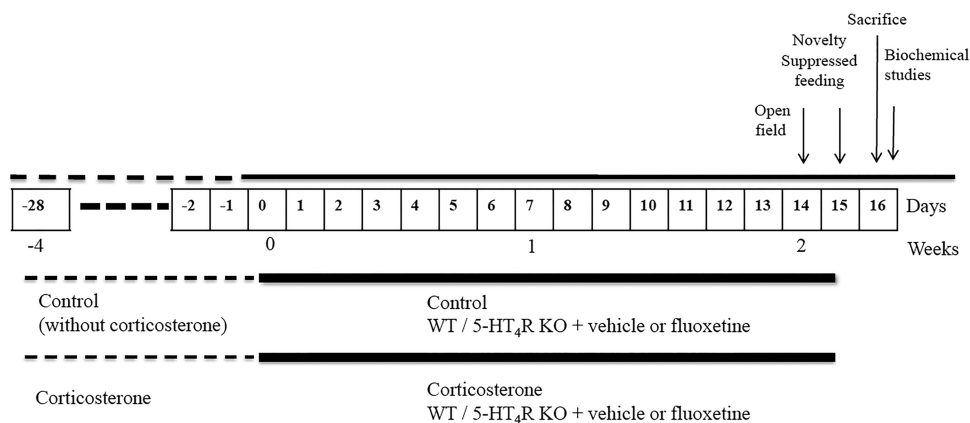 Sacrifice
Novelty
Suppressed
feeding
Biochemical
studies
Open
field
-28 -2 -1 0 1 2 3 4 5 6 7 8 9 10 11 12 13 14 15 16 Days
-4 0 1 2 Weeks
Control
(without corticosterone)
Control
WT / 5-HT₄R KO + vehicle or fluoxetine
Corticosterone
Corticosterone
WT / 5-HT₄R KO + vehicle or fluoxetine